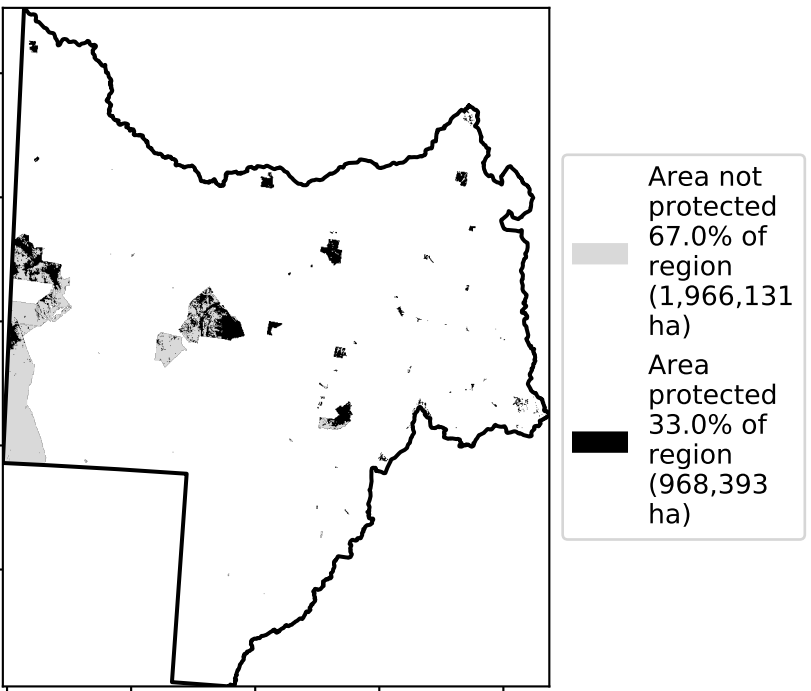 Area not
protected
67.0% of
region
(1,966,131
ha)
Area
protected
33.0% of
region
(968,393
ha)